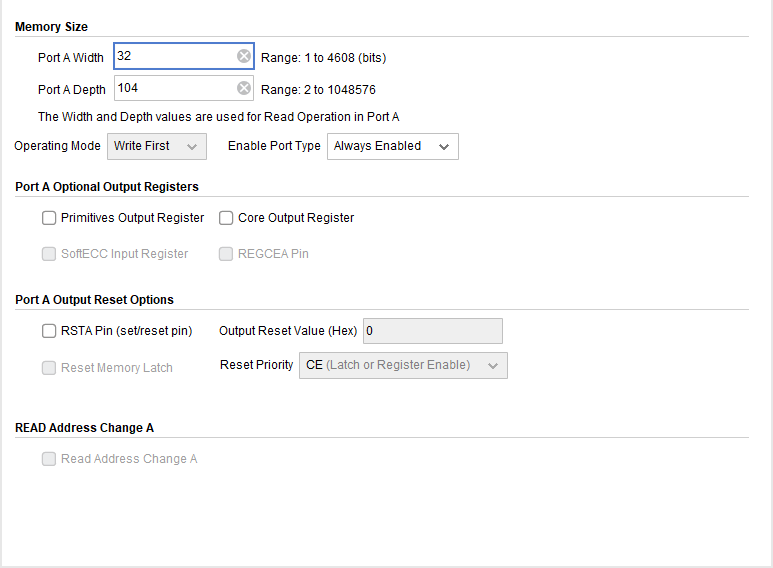 Memory Size
Port A Width 32 Range: 1 to 4608 (bits)
Port A Depth 104 Range: 2 to 1048576
The Width and Depth values are used for Read Operation in Port A
Operating Mode Write First Enable Port Type Always Enabled
Port A Optional Output Registers
Primitives Output Register Core Output Register
SoftECC Input Register REGCEA Pin
Port A Output Reset Options
RSTA Pin (set/reset pin) Output Reset Value (Hex) 0
Reset Memory Latch Reset Priority CE (Latch or Register Enable)
READ Address Change A
Read Address Change A